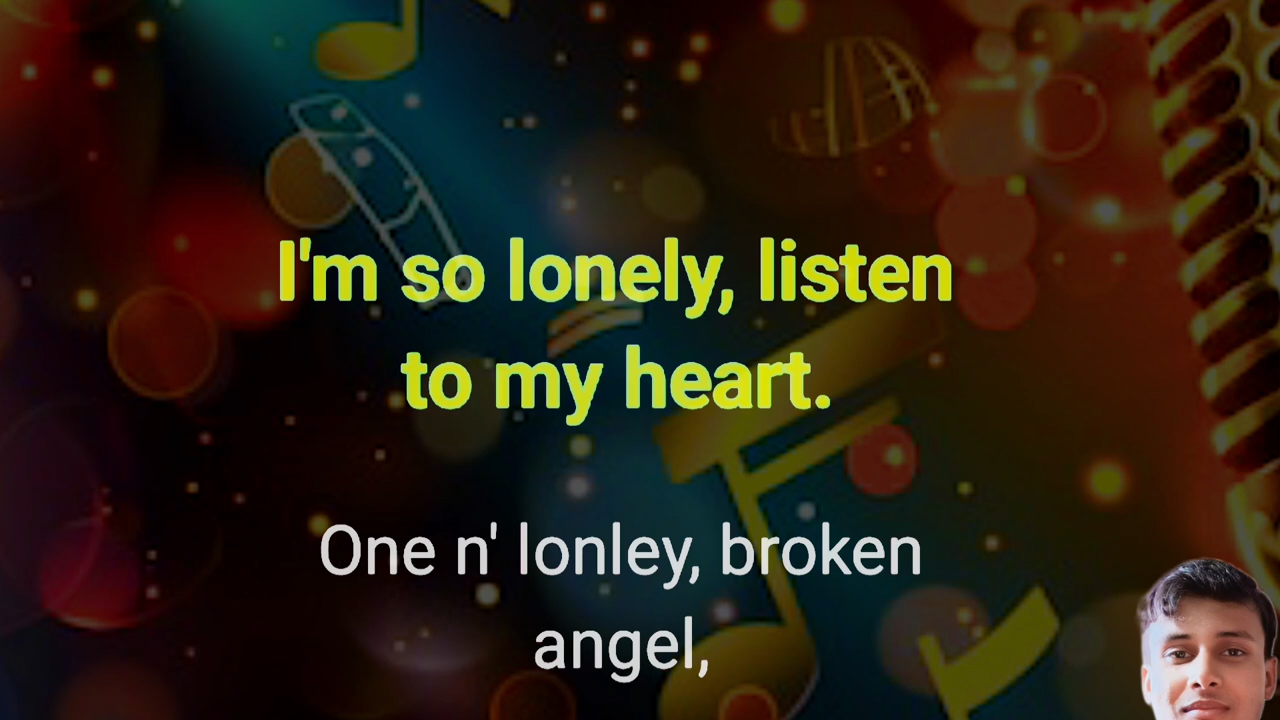 I'm so lonely, listen
to my heart.
One n' lonley, broken
angel,